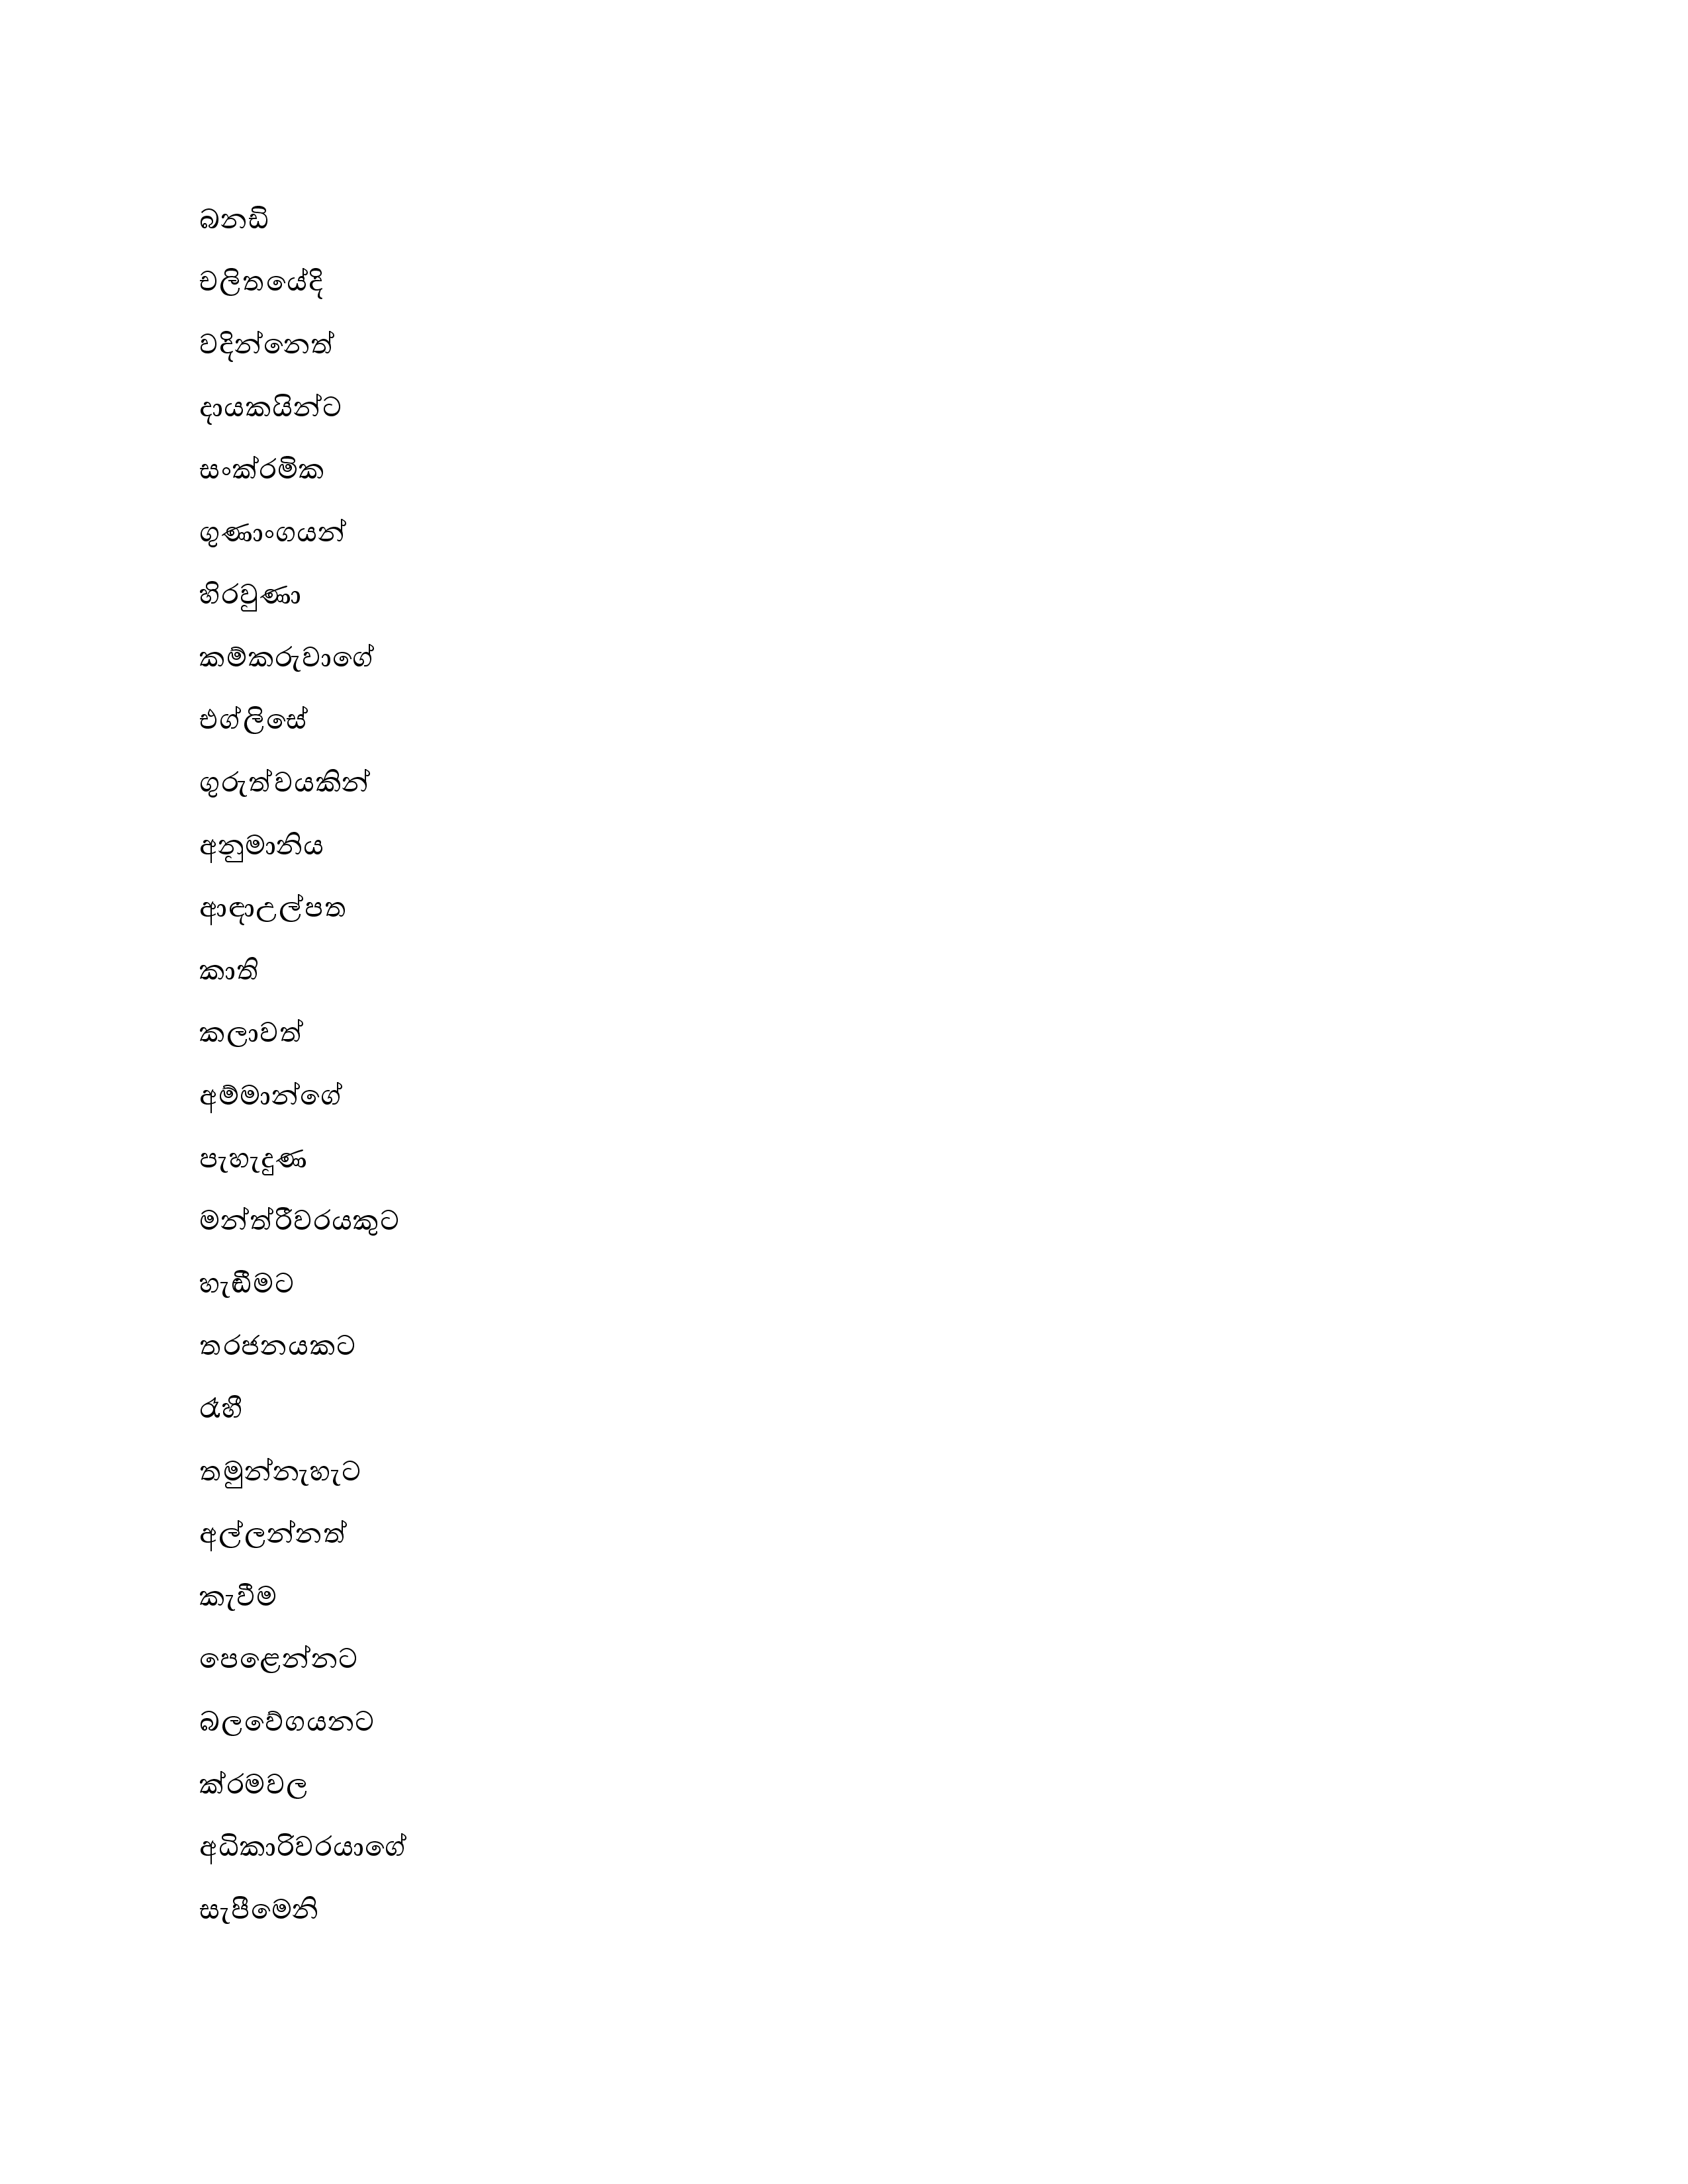 බනඩි
චලිතයේදි
වදින්නෙත්
දායකයින්ට
සංක්රමික
ගුණාංගයන්
හිරවුණා
කම්කරුවාගේ
එග්ලිසේ
ගුරුත්වයකින්
අනුමානිය
ආඳාඋල්පත
කාති
කලාවත්
අම්මාන්ගේ
පැහැදුණ
මන්ත්රීවරයකුට
හැඬීමට
තරජනයකට
රෑහී
තමුන්නැහැට
අල්ලන්නත්
කැවීම
පෙළෙන්නට
බලවේගයනට
ක්රමවල
අධිකාරිවරයාගේ
සැපීමෙනි